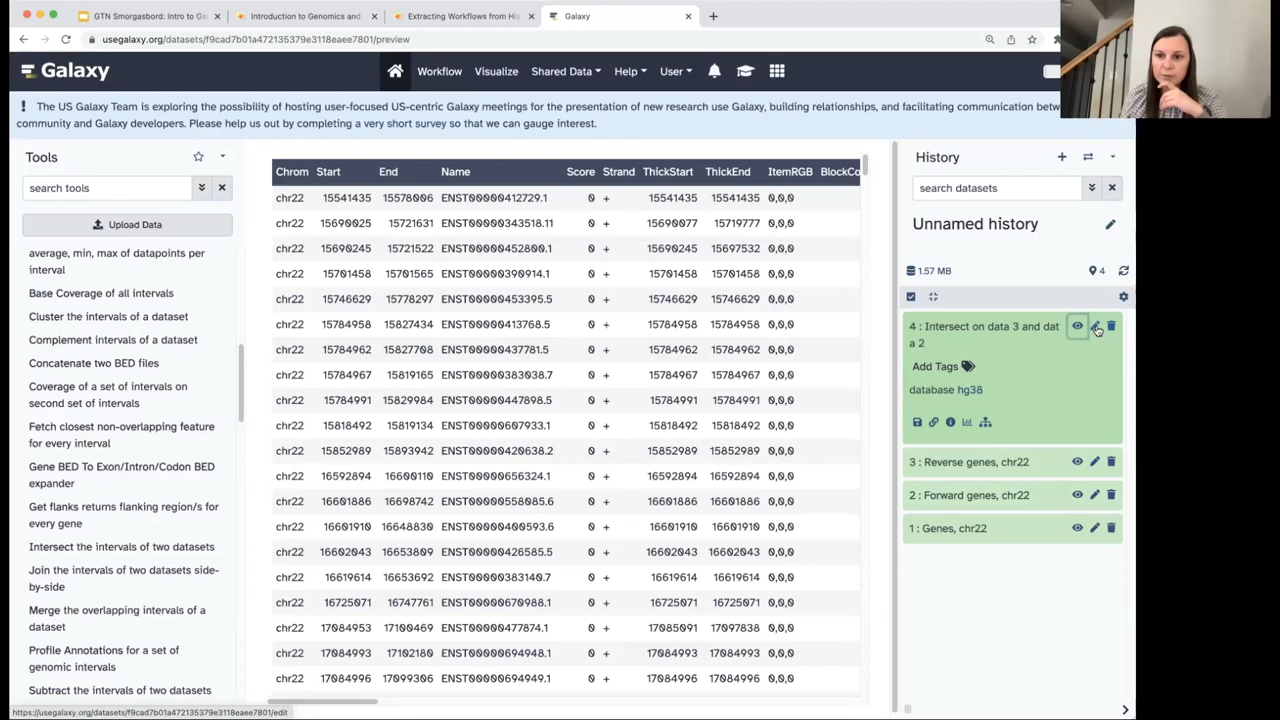 GTN Smorgasbord: Intro to Ga
Introduction to Genomics and
Extracting Workflows from His
Galaxy
usegalaxy.org/datasets/f9cad7b01a472135379e3118eaee7801/preview
Galaxy
Workflow
Visualize
Shared Data
Help
User
The US Galaxy Team is exploring the possibility of hosting user-focused US-centric Galaxy meetings for the presentation of new research use Galaxy, building relationships, and facilitating communication betw
community and Galaxy developers. Please help us out by completing a very short survey so that we can gauge interest.
Tools
search tools
Upload Data
average, min, max of datapoints per
interval
Base Coverage of all intervals
Cluster the intervals of a dataset
Complement intervals of a dataset
Concatenate two BED files
Coverage of a set of intervals on
second set of intervals
Fetch closest non-overlapping feature
for every interval
Gene BED To Exon/Intron/Codon BED
expander
Get flanks returns flanking region/s for
every gene
Intersect the intervals of two datasets
Join the intervals of two datasets side-
by-side
Merge the overlapping intervals of a
dataset
Profile Annotations for a set of
genomic intervals
Subtract the intervals of two datasets
Chrom Start End Name Score Strand ThickStart ThickEnd ItemRGB BlockCo
chr22 15541435 15578006 ENST00000412729.1 0 + 15541435 15541435 0,0,0
chr22 15690025 15721631 ENST00000343518.11 0 + 15690077 15719777 0,0,0
chr22 15690245 15721522 ENST00000452800.1 0 + 15690245 15697532 0,0,0
chr22 15701458 15701565 ENST00000390914.1 0 + 15701458 15701458 0,0,0
chr22 15746629 15778297 ENST00000453395.5 0 + 15746629 15746629 0,0,0
chr22 15784958 15827434 ENST00000413768.5 0 + 15784958 15784958 0,0,0
chr22 15784962 15827708 ENST00000437781.5 0 + 15784962 15784962 0,0,0
chr22 15784967 15819165 ENST00000383038.7 0 + 15784967 15784967 0,0,0
chr22 15784991 15829984 ENST00000447898.5 0 + 15784991 15784991 0,0,0
chr22 15818492 15819134 ENST00000607933.1 0 + 15818492 15818492 0,0,0
chr22 15852989 15893942 ENST00000420638.2 0 + 15852989 15852989 0,0,0
chr22 16592894 16600110 ENST00000656324.1 0 + 16592894 16592894 0,0,0
chr22 16601886 16698742 ENST00000558085.6 0 + 16601886 16601886 0,0,0
chr22 16601910 16648830 ENST00000400593.6 0 + 16601910 16601910 0,0,0
chr22 16602043 16653809 ENST00000426585.5 0 + 16602043 16602043 0,0,0
chr22 16619614 16653692 ENST00000383140.7 0 + 16619614 16619614 0,0,0
chr22 16725071 16747761 ENST00000670988.1 0 + 16725071 16725071 0,0,0
chr22 17084953 17100469 ENST00000477874.1 0 + 17085091 17097838 0,0,0
chr22 17084993 17102180 ENST00000694948.1 0 + 17084993 17084993 0,0,0
chr22 17084996 17099306 ENST00000694949.1 0 + 17084996 17084996 0,0,0
History
search datasets
Unnamed history
1.57 MB
4
4 : Intersect on data 3 and dat
a 2
Add Tags
database hg38
3 : Reverse genes, chr22
2 : Forward genes, chr22
1 : Genes, chr22
https://usegalaxy.org/datasets/f9cad7b01a472135379e3118eaee7801/edit